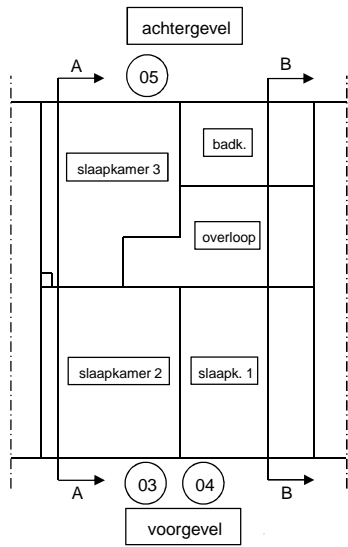 achtergevel
A
05
B
badk.
slaapkamer 3
overloop
slaapkamer 2
slaapk. 1
A
03
04
B
voorgevel